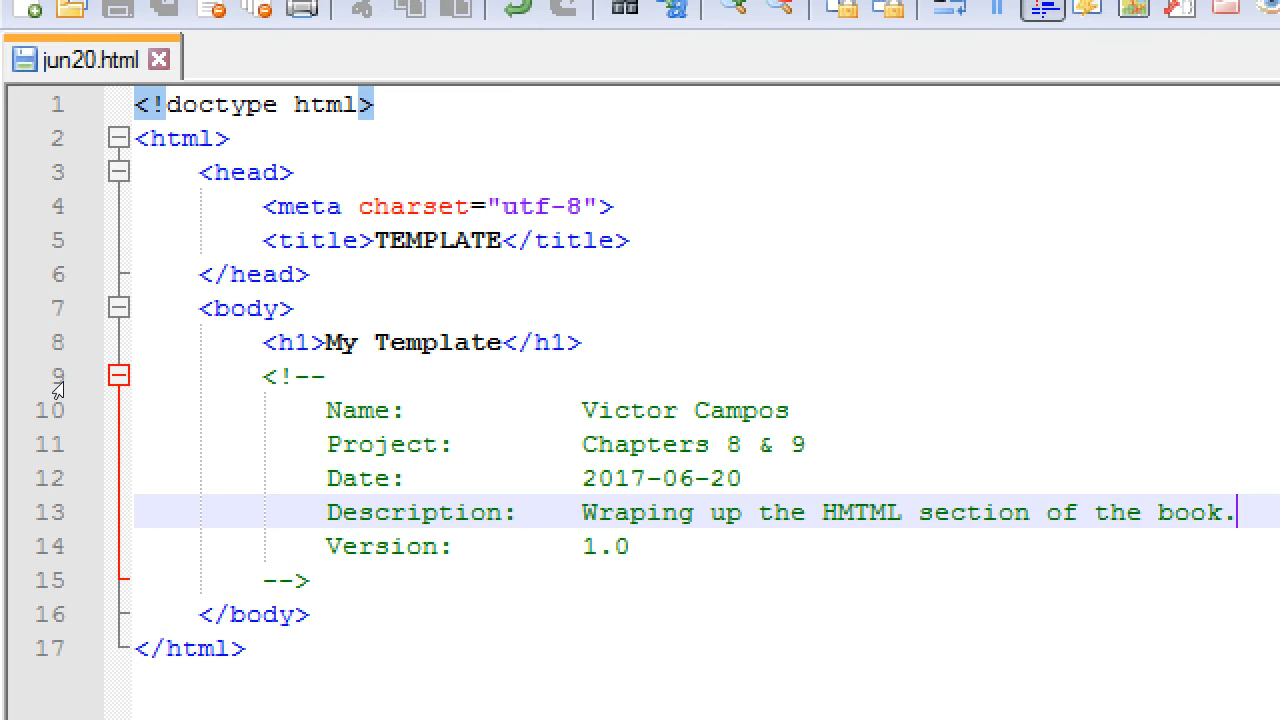 jun20.html
1 <!doctype html>
2 <html>
3 <head>
4 <meta charset="utf-8">
5 <title>TEMPLATE</title>
6 </head>
7 <body>
8 <h1>My Template</h1>
9 <!--
10 Name: Victor Campos
11 Project: Chapters 8 & 9
12 Date: 2017-06-20
13 Description: Wraping up the HMTML section of the book.
14 Version: 1.0
15 -->
16 </body>
17 </html>